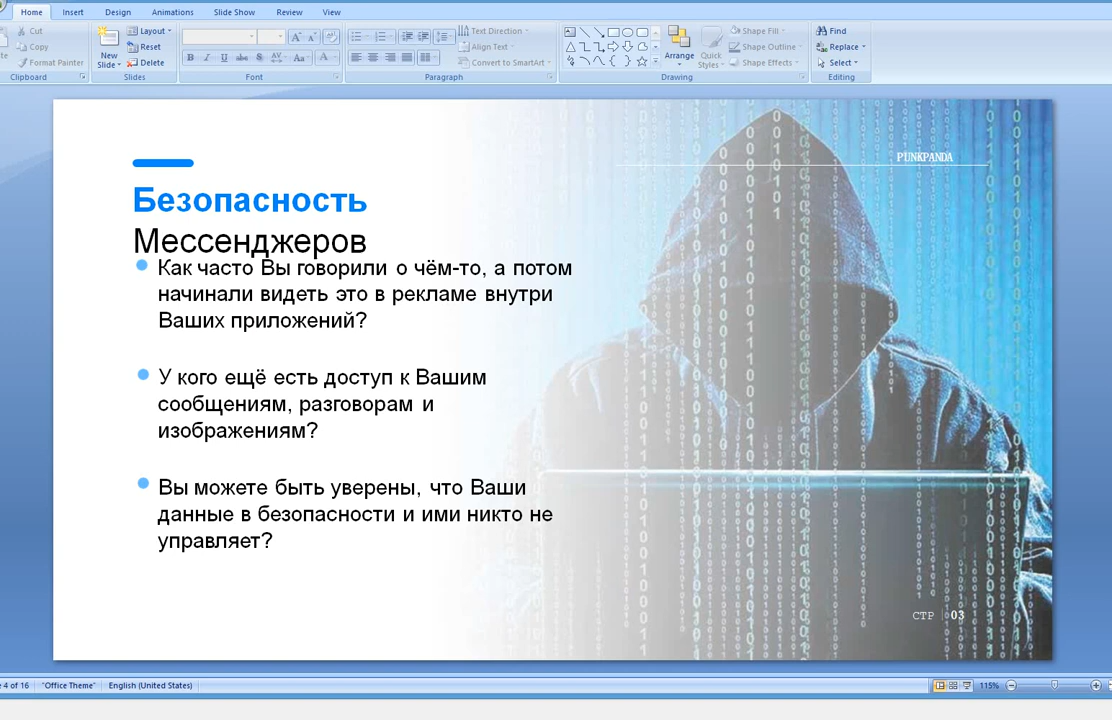 Home Insert Design Animations Slide Show Review View
Cut
Copy
Format Painter
Clipboard
New Slide
Layout
Reset
Delete
Slides
B I U abc S AV Aa A
Font
Text Direction
Align Text
Convert to SmartArt
Paragraph
Arrange
Quick Styles
Shape Fill
Shape Outline
Shape Effects
Drawing
Find
Replace
Select
Editing
PUNKPANDA
Безопасность
Мессенджеров
Как часто Вы говорили о чём-то, а потом
начинали видеть это в рекламе внутри
Ваших приложений?
У кого ещё есть доступ к Вашим
сообщениям, разговорам и
изображениям?
Вы можете быть уверены, что Ваши
данные в безопасности и ими никто не
управляет?
СТР | 03
4 of 16 "Office Theme" English (United States) 115%